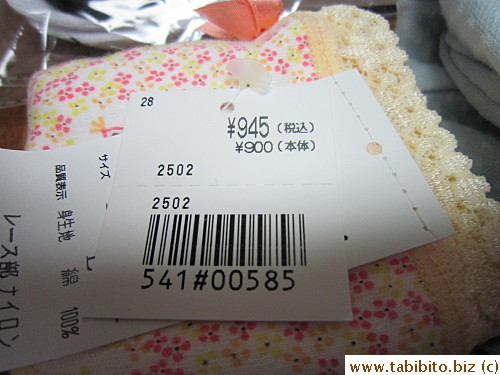 28
¥945(税込)
¥900(本体)
2502
2502
541#00585
サイズ
L
品質表示 身生地 綿 100%
レース部 ナイロン
www.tabibito.biz (c)